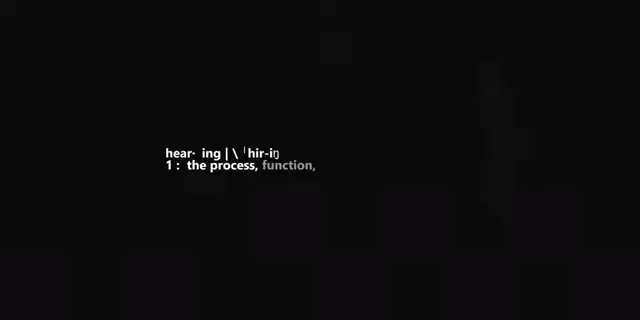 hear· ing | \ ˈhir-iŋ
1 : the process, function,